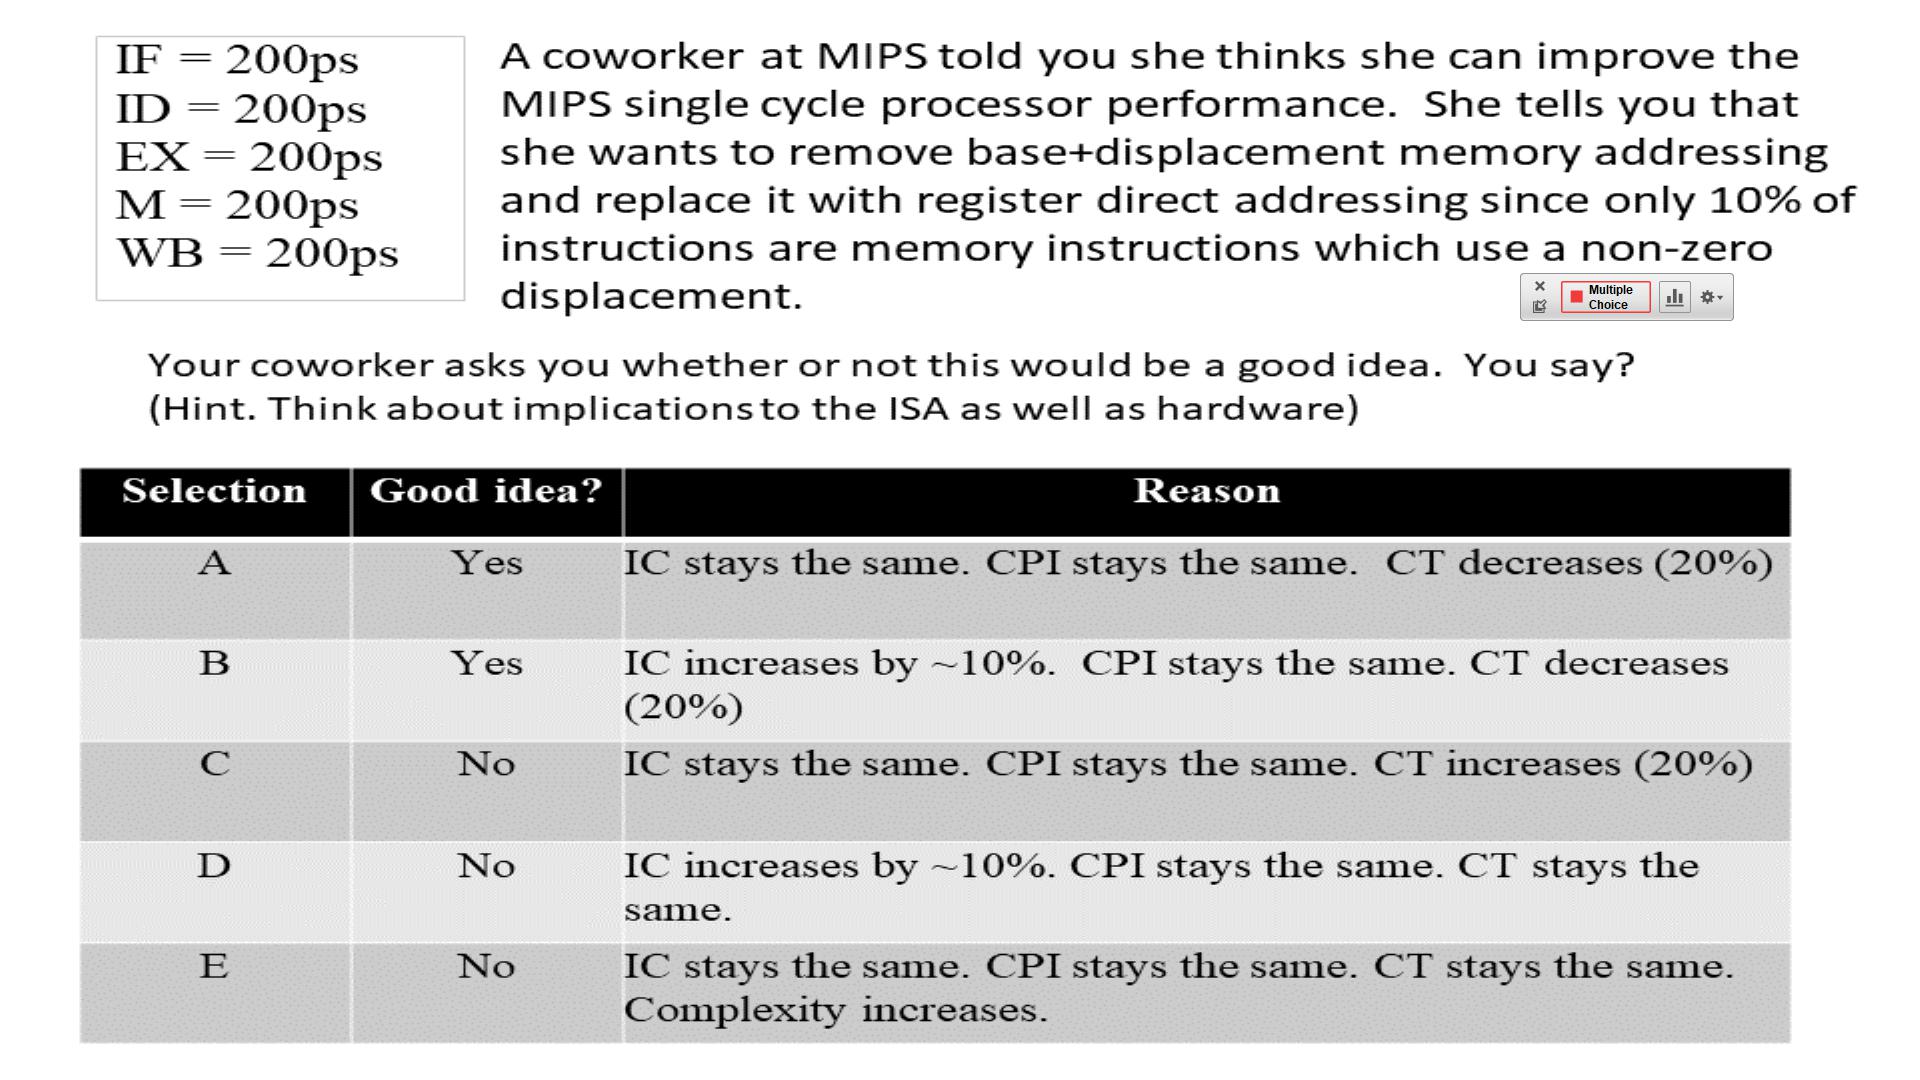 IF = 200ps
ID = 200ps
EX = 200ps
M = 200ps
WB = 200ps
A coworker at MIPS told you she thinks she can improve the
MIPS single cycle processor performance. She tells you that
she wants to remove base+displacement memory addressing
and replace it with register direct addressing since only 10% of
instructions are memory instructions which use a non-zero
displacement.
Multiple
Choice
Your coworker asks you whether or not this would be a good idea. You say?
(Hint. Think about implications to the ISA as well as hardware)
Selection Good idea? Reason
A Yes IC stays the same. CPI stays the same. CT decreases (20%)
B Yes IC increases by ~10%. CPI stays the same. CT decreases
(20%)
C No IC stays the same. CPI stays the same. CT increases (20%)
D No IC increases by ~10%. CPI stays the same. CT stays the
same.
E No IC stays the same. CPI stays the same. CT stays the same.
Complexity increases.